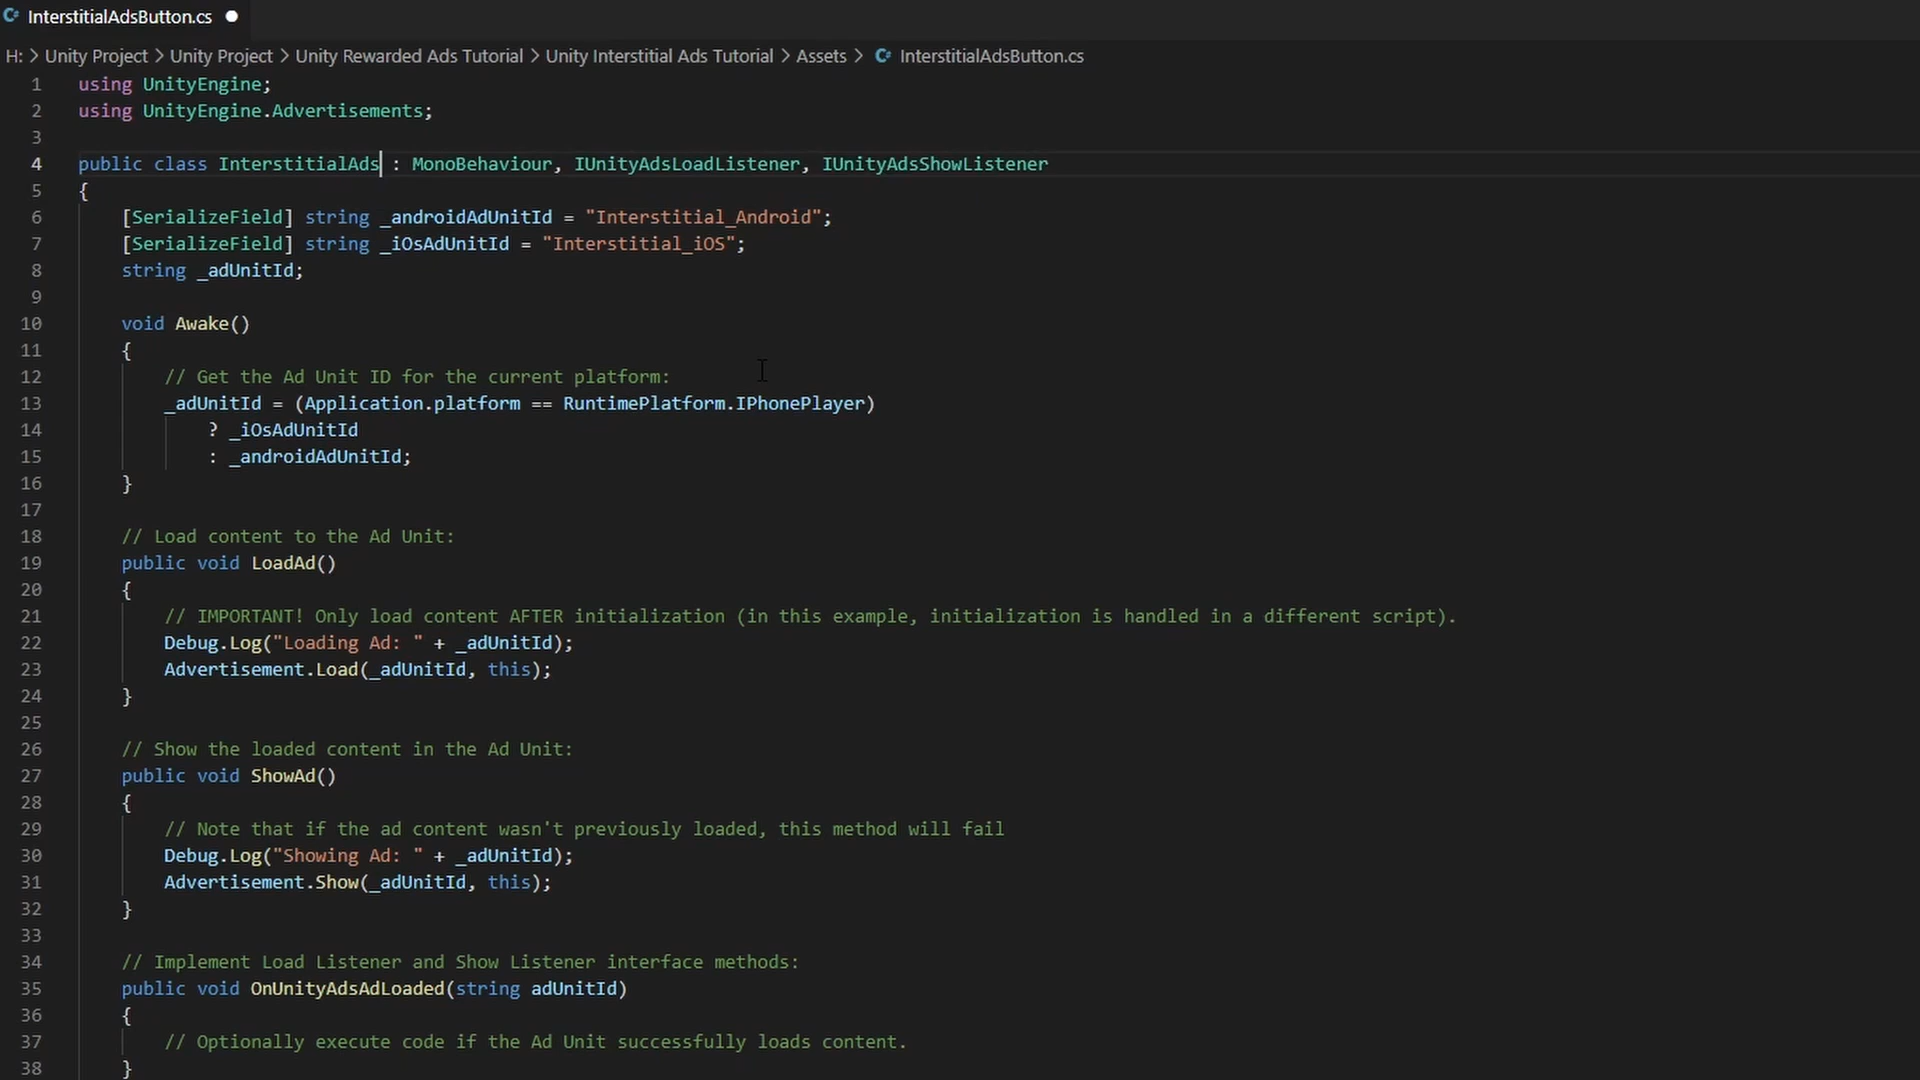 InterstitialAdsButton.cs
H: > Unity Project > Unity Project > Unity Rewarded Ads Tutorial > Unity Interstitial Ads Tutorial > Assets > InterstitialAdsButton.cs
1 using UnityEngine;
2 using UnityEngine.Advertisements;
3
4 public class InterstitialAds : MonoBehaviour, IUnityAdsLoadListener, IUnityAdsShowListener
5 {
6 [SerializeField] string _androidAdUnitId = "Interstitial_Android";
7 [SerializeField] string _iOsAdUnitId = "Interstitial_iOS";
8 string _adUnitId;
9
10 void Awake()
11 {
12 // Get the Ad Unit ID for the current platform:
13 _adUnitId = (Application.platform == RuntimePlatform.IPhonePlayer)
14 ? _iOsAdUnitId
15 : _androidAdUnitId;
16 }
17
18 // Load content to the Ad Unit:
19 public void LoadAd()
20 {
21 // IMPORTANT! Only load content AFTER initialization (in this example, initialization is handled in a different script).
22 Debug.Log("Loading Ad: " + _adUnitId);
23 Advertisement.Load(_adUnitId, this);
24 }
25
26 // Show the loaded content in the Ad Unit:
27 public void ShowAd()
28 {
29 // Note that if the ad content wasn't previously loaded, this method will fail
30 Debug.Log("Showing Ad: " + _adUnitId);
31 Advertisement.Show(_adUnitId, this);
32 }
33
34 // Implement Load Listener and Show Listener interface methods:
35 public void OnUnityAdsAdLoaded(string adUnitId)
36 {
37 // Optionally execute code if the Ad Unit successfully loads content.
38 }